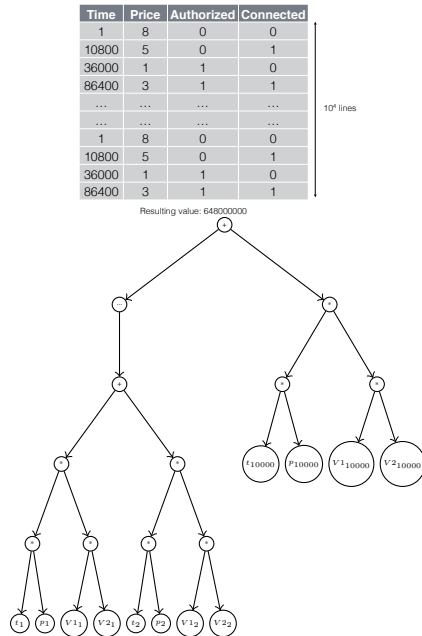 Time Price Authorized Connected
1 8 0 0
10800 5 0 1
36000 1 1 0
86400 3 1 1
... ... ... ...
... ... ... ...
1 8 0 0
10800 5 0 1
36000 1 1 0
86400 3 1 1
10⁴ lines
Resulting value: 648000000
+
... *
+ * *
* * t10000 p10000 V110000 V210000
* * * *
t1 p1 V11 V21 t2 p2 V12 V22